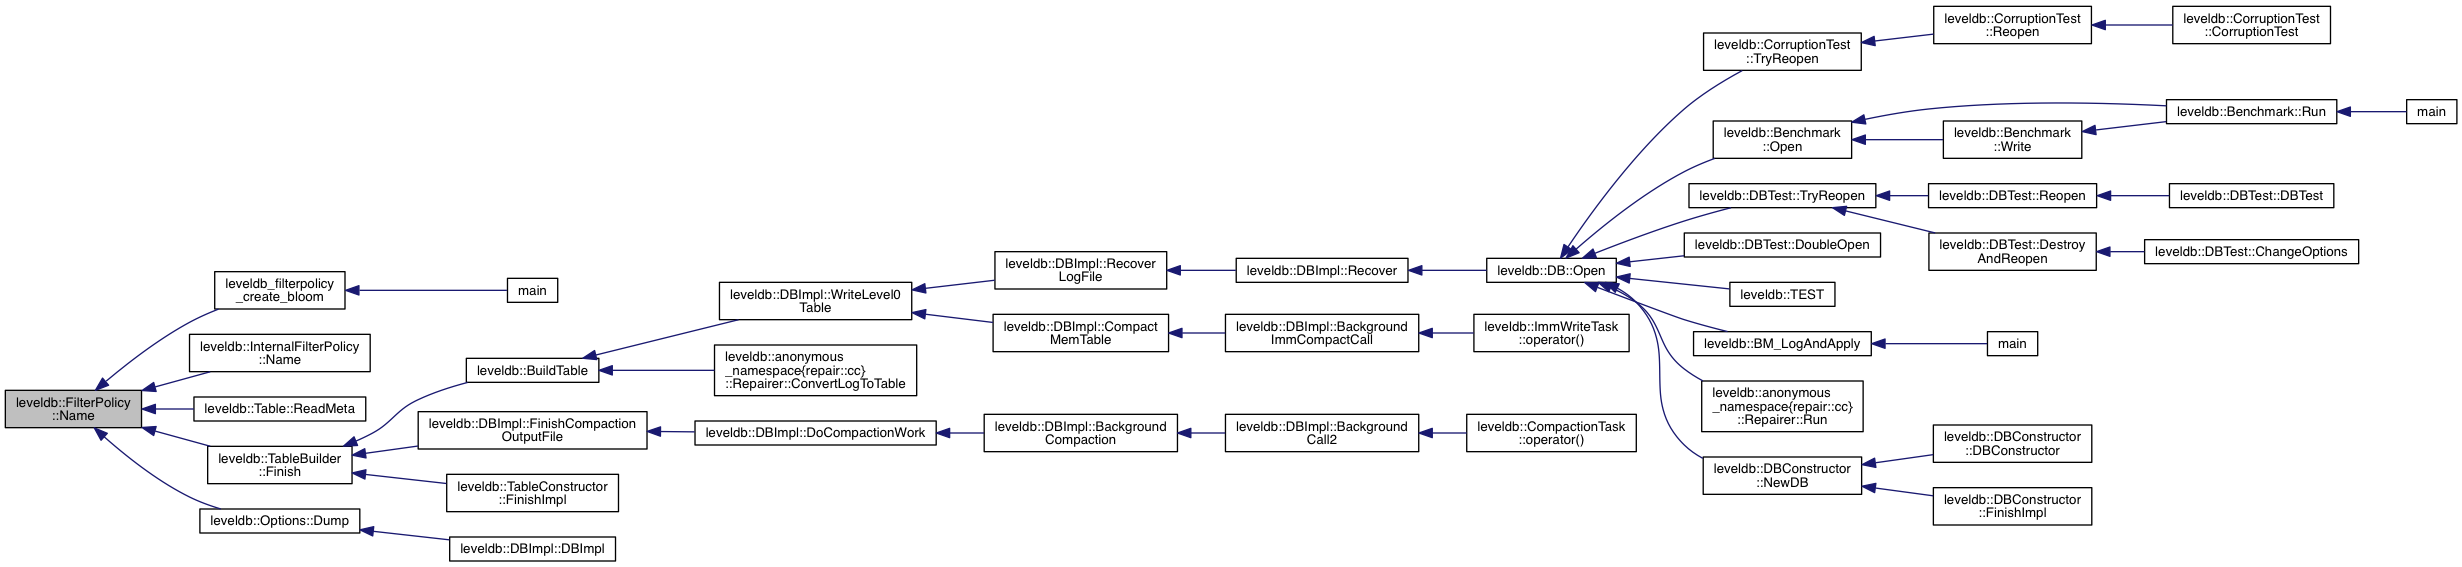 leveldb::FilterPolicy
::Name
leveldb_filterpolicy
_create_bloom
main
leveldb::InternalFilterPolicy
::Name
leveldb::Table::ReadMeta
leveldb::TableBuilder
::Finish
leveldb::Options::Dump
leveldb::DBImpl::DBImpl
leveldb::BuildTable
leveldb::DBImpl::FinishCompaction
OutputFile
leveldb::TableConstructor
::FinishImpl
leveldb::DBImpl::WriteLevel0
Table
leveldb::anonymous
_namespace{repair::cc}
::Repairer::ConvertLogToTable
leveldb::DBImpl::DoCompactionWork
leveldb::DBImpl::Recover
LogFile
leveldb::DBImpl::Compact
MemTable
leveldb::DBImpl::Background
Compaction
leveldb::DBImpl::Recover
leveldb::DBImpl::Background
ImmCompactCall
leveldb::DBImpl::Background
Call2
leveldb::DB::Open
leveldb::ImmWriteTask
::operator()
leveldb::CompactionTask
::operator()
leveldb::CorruptionTest
::TryReopen
leveldb::CorruptionTest
::Reopen
leveldb::CorruptionTest
::CorruptionTest
leveldb::Benchmark
::Open
leveldb::Benchmark
::Write
leveldb::Benchmark::Run
main
leveldb::DBTest::TryReopen
leveldb::DBTest::Reopen
leveldb::DBTest::DBTest
leveldb::DBTest::DoubleOpen
leveldb::DBTest::Destroy
AndReopen
leveldb::DBTest::ChangeOptions
leveldb::TEST
leveldb::BM_LogAndApply
main
leveldb::anonymous
_namespace{repair::cc}
::Repairer::Run
leveldb::DBConstructor
::NewDB
leveldb::DBConstructor
::DBConstructor
leveldb::DBConstructor
::FinishImpl